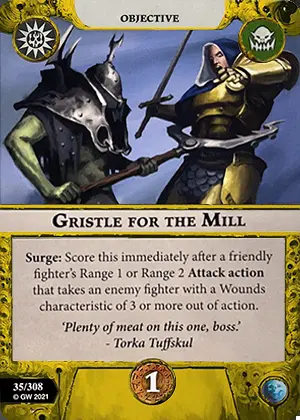 OBJECTIVE
GRISTLE FOR THE MILL
Surge: Score this immediately after a friendly
fighter's Range 1 or Range 2 Attack action
that takes an enemy fighter with a Wounds
characteristic of 3 or more out of action.
'Plenty of meat on this one, boss.'
- Torka Tuffskul
35/308
© GW 2021
1